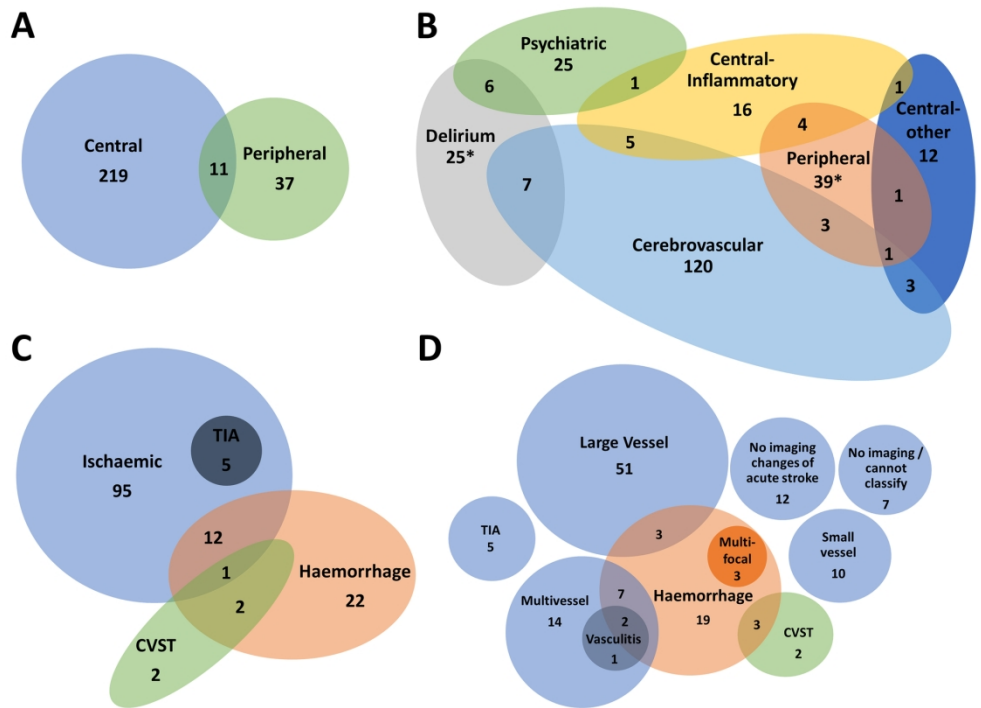 A
Central
219
11
Peripheral
37
B
Psychiatric
25
6
1
Central-
Inflammatory
16
1
Central-
other
12
Delirium
25*
5
4
Peripheral
39*
7
1
3
Cerebrovascular
120
1
3
C
TIA
5
Ischaemic
95
12
1
Haemorrhage
22
2
CVST
2
D
Large Vessel
51
No imaging
changes of
acute stroke
12
No imaging /
cannot
classify
7
TIA
5
3
Multi-
focal
3
Small
vessel
10
Multivessel
14
7
Haemorrhage
19
2
Vasculitis
1
3
CVST
2